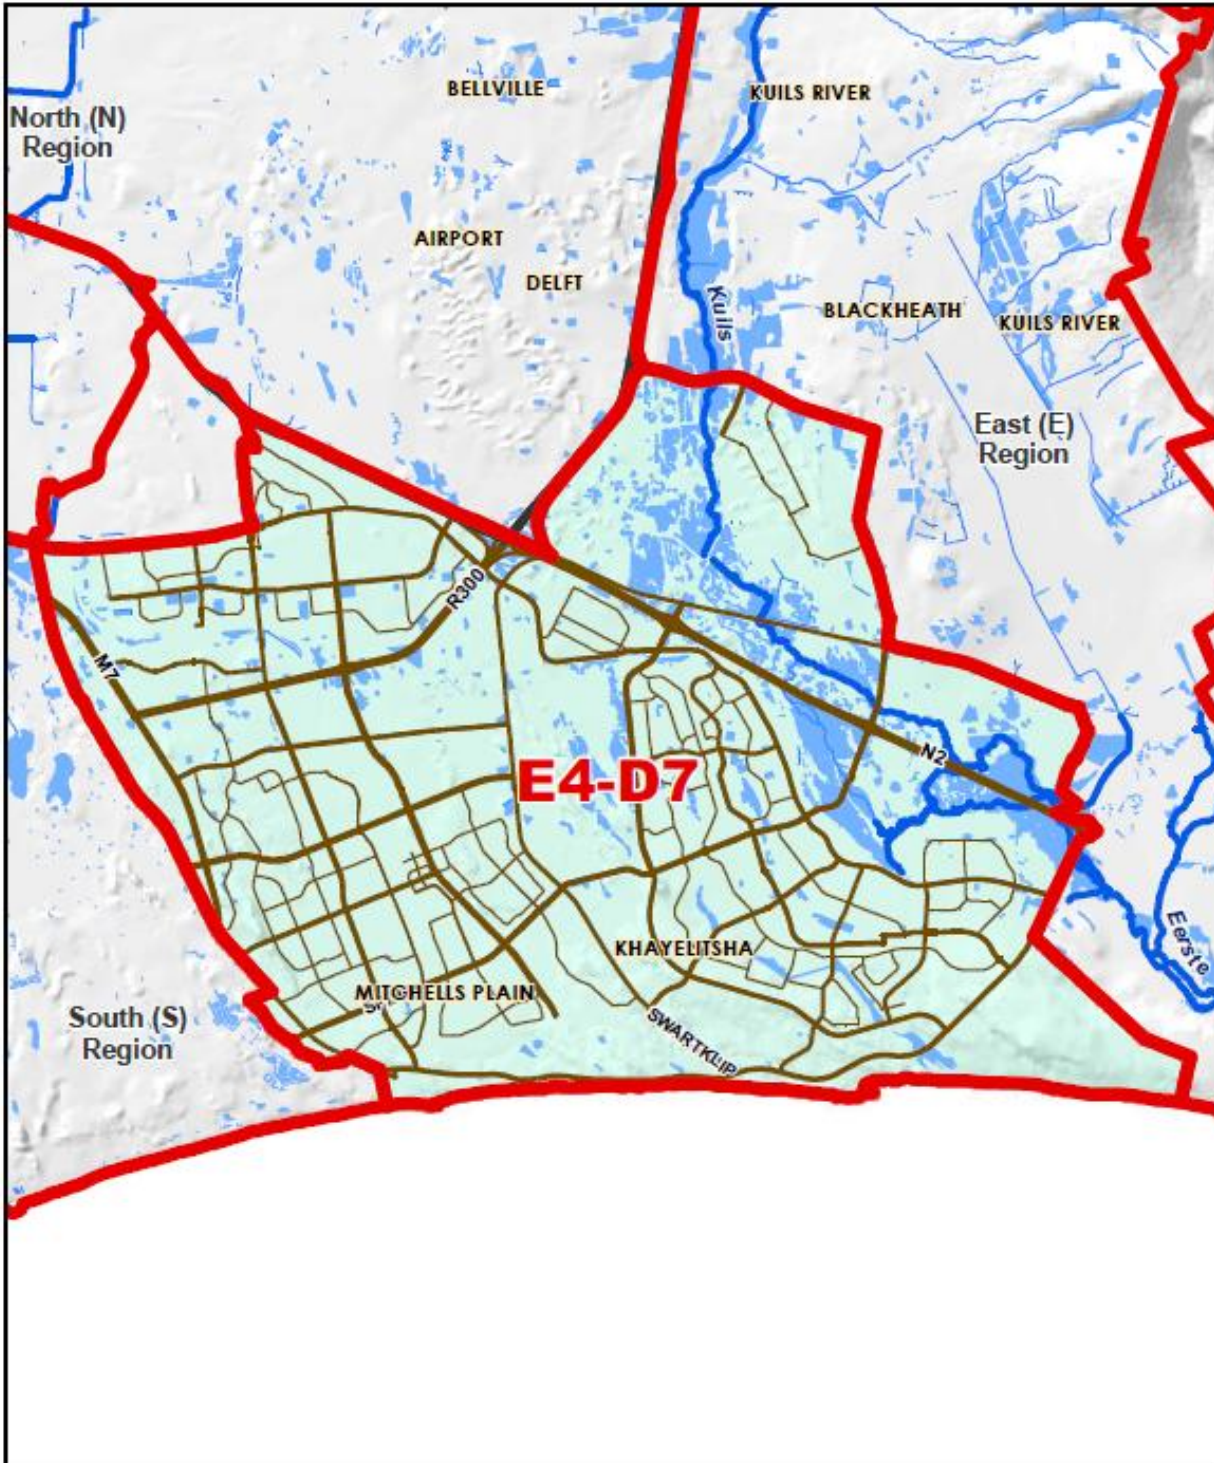 BELLVILLE
KUILS RIVER
North (N)
Region
AIRPORT
DELFT
Kuils
BLACKHEATH
KUILS RIVER
East (E)
Region
R300
M7
N2
E4-D7
Eerste
KHAYELITSHA
MITCHELLS PLAIN
South (S)
Region
SWARTKLIP